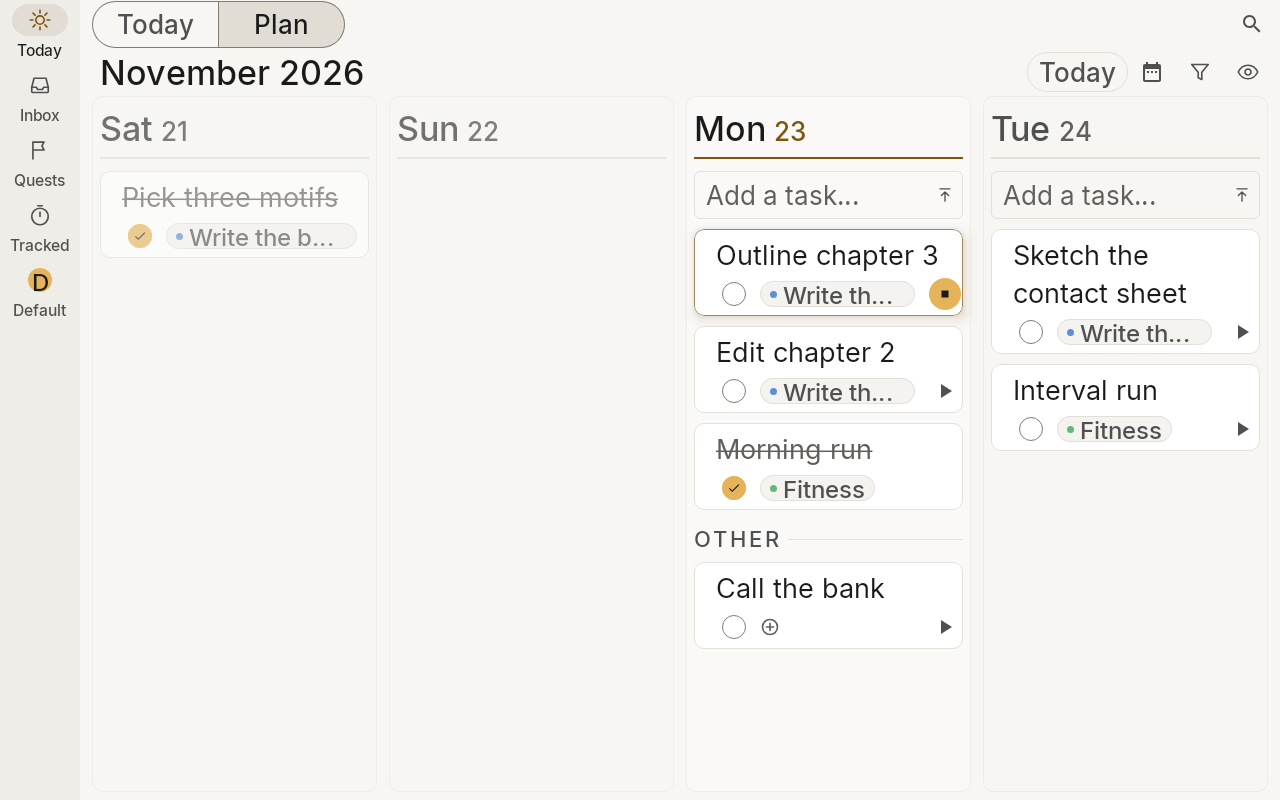 Today
Inbox
Quests
Tracked
D
Default
Today Plan
November 2026
Today
Sat 21
Pick three motifs
Write the b...
Sun 22
Mon 23
Add a task...
Outline chapter 3
Write th...
Edit chapter 2
Write th...
Morning run
Fitness
OTHER
Call the bank
Tue 24
Add a task...
Sketch the
contact sheet
Write th...
Interval run
Fitness